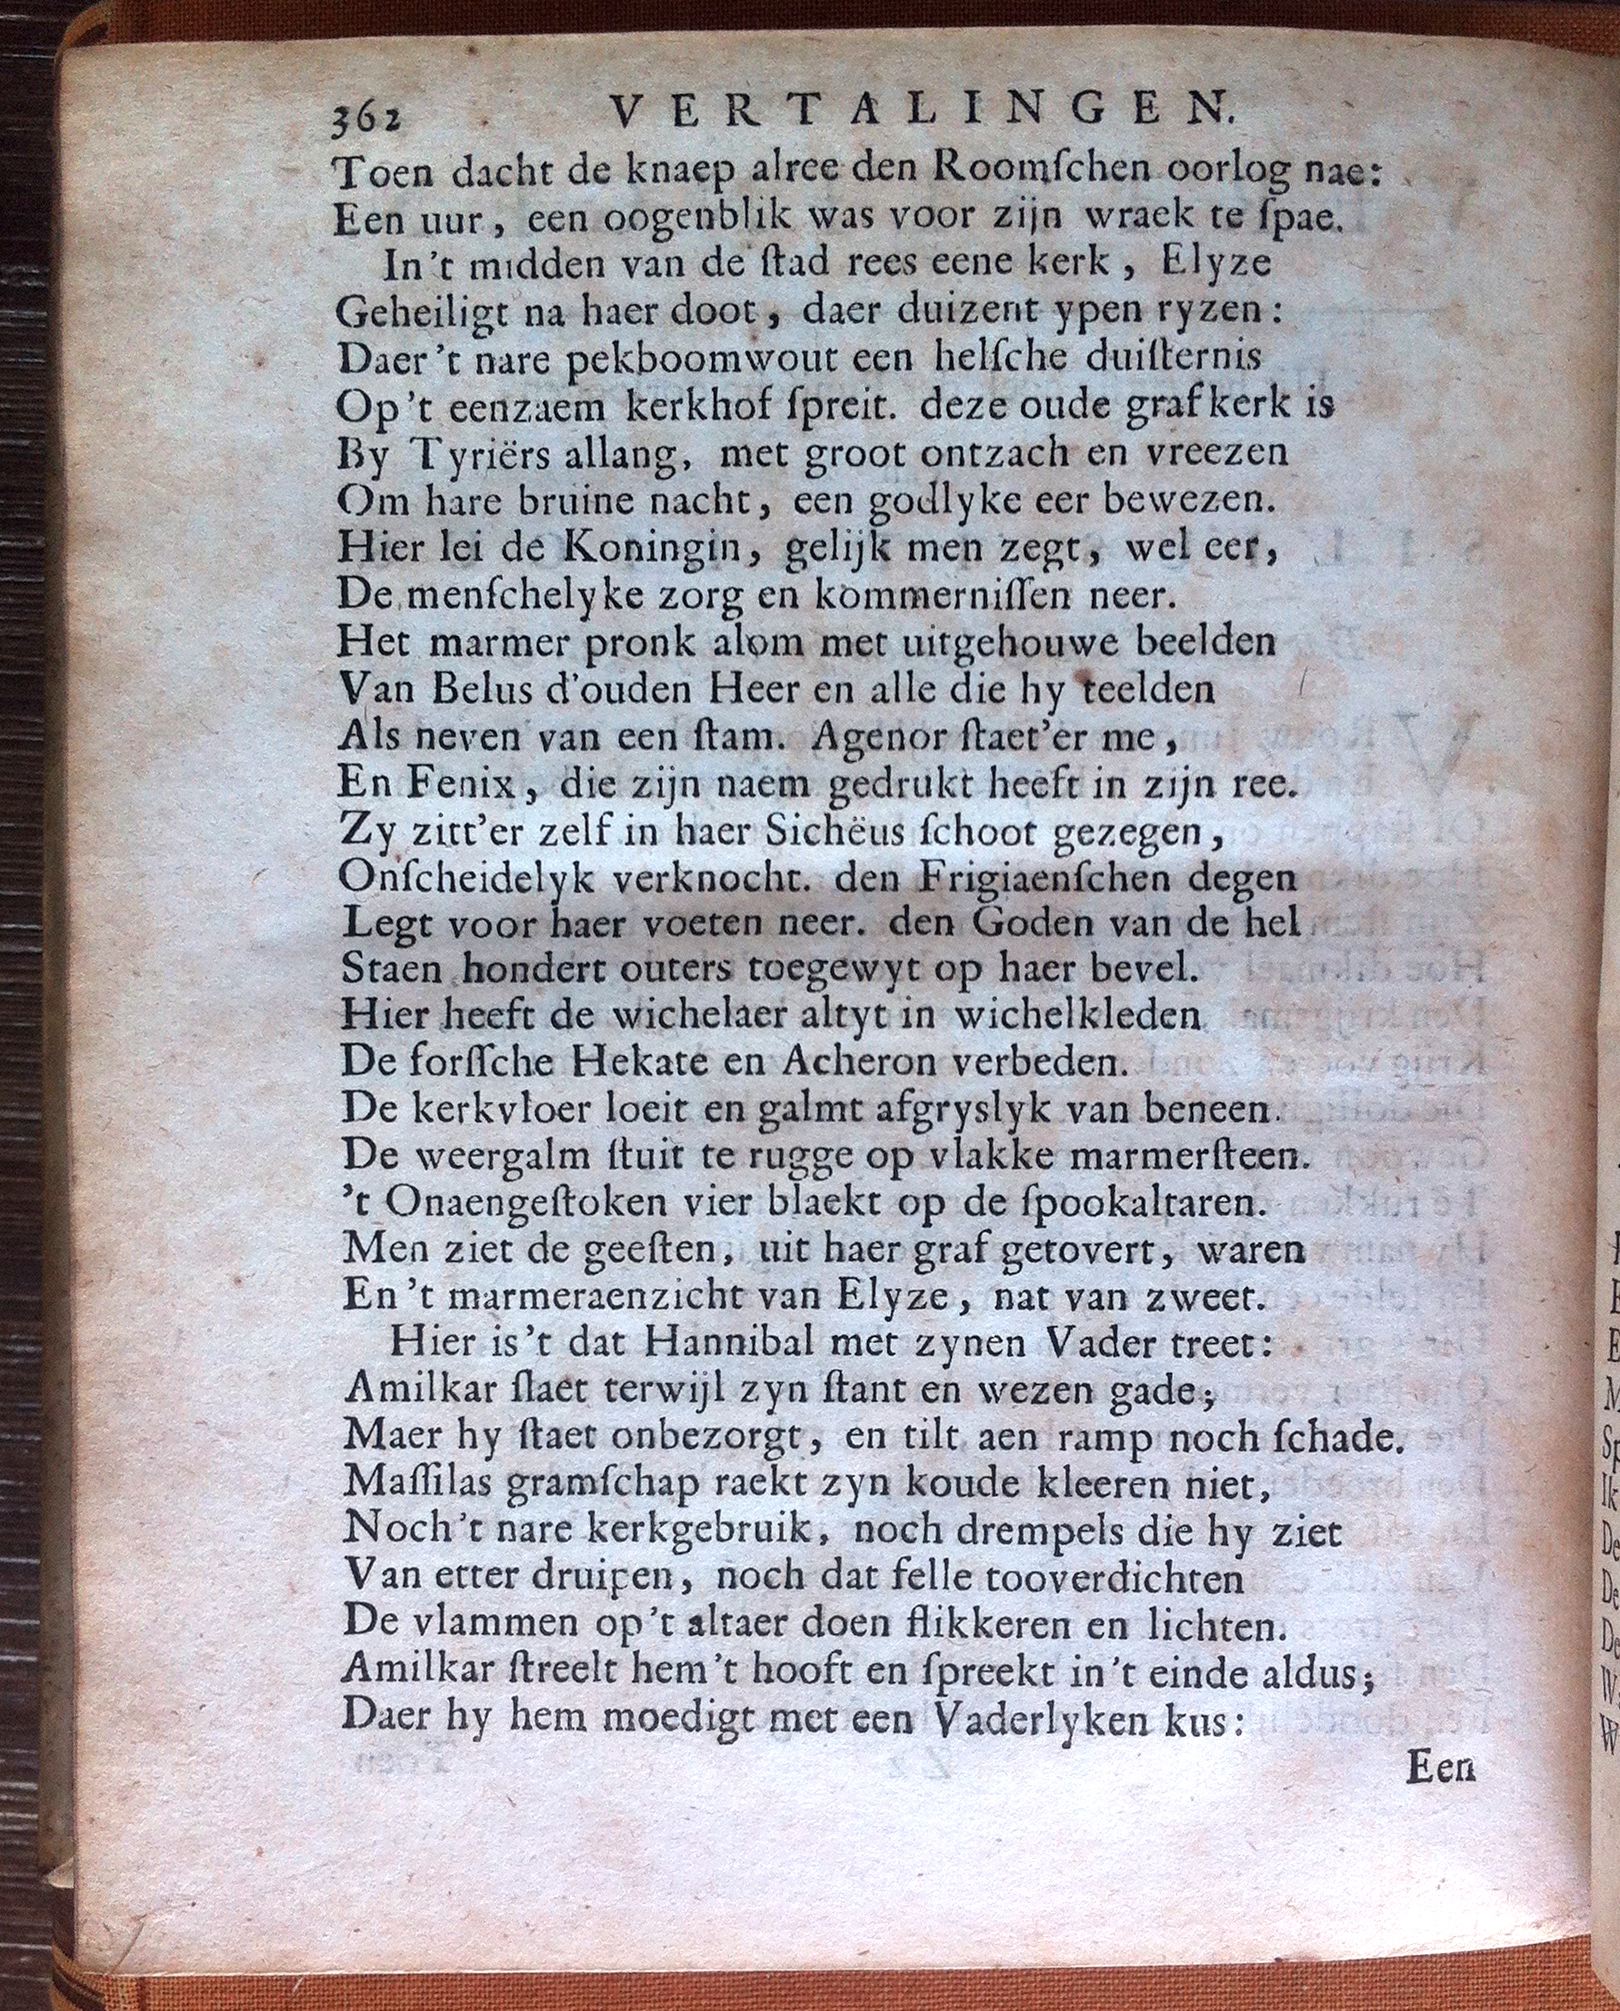 362 VERTALINGEN.
Toen dacht de knaep alree den Roomſchen oorlog nae:
Een uur, een oogenblik was voor zijn wraek te ſpae.
In't midden van de ſtad rees eene kerk, Elyze
Geheiligt na haer doot, daer duizent ypen ryzen:
Daer't nare pekboomwout een helſche duiſternis
Op't eenzaem kerkhof ſpreit. deze oude grafkerk is
By Tyriërs allang, met groot ontzach en vreezen
Om hare bruine nacht, een godlyke eer bewezen.
Hier lei de Koningin, gelijk men zegt, wel eer,
De menſchelyke zorg en kommerniſſen neer.
Het marmer pronk alom met uitgehouwe beelden
Van Belus d'ouden Heer en alle die hy teelden
Als neven van een ſtam. Agenor ſtaet'er me,
En Fenix, die zijn naem gedrukt heeft in zijn ree.
Zy zitt'er zelf in haer Sichëus ſchoot gezegen,
Onſcheidelyk verknocht. den Frigiaenſchen degen
Legt voor haer voeten neer. den Goden van de hel
Staen hondert outers toegewyt op haer bevel.
Hier heeft de wichelaer altyt in wichelkleden
De forſſche Hekate en Acheron verbeden.
De kerkvloer loeit en galmt afgryslyk van beneen.
De weergalm ſtuit te rugge op vlakke marmerſteen.
't Onaengeſtoken vier blaekt op de ſpookaltaren.
Men ziet de geeſten, uit haer graf getovert, waren
En't marmeraenzicht van Elyze, nat van zweet.
Hier is't dat Hannibal met zynen Vader treet:
Amilkar ſlaet terwijl zyn ſtant en wezen gade;
Maer hy ſtaet onbezorgt, en tilt aen ramp noch ſchade.
Maſſilas gramſchap raekt zyn koude kleeren niet,
Noch't nare kerkgebruik, noch drempels die hy ziet
Van etter druipen, noch dat felle tooverdichten
De vlammen op't altaer doen flikkeren en lichten.
Amilkar ſtreelt hem't hooft en ſpreekt in't einde aldus;
Daer hy hem moedigt met een Vaderlyken kus:
Een